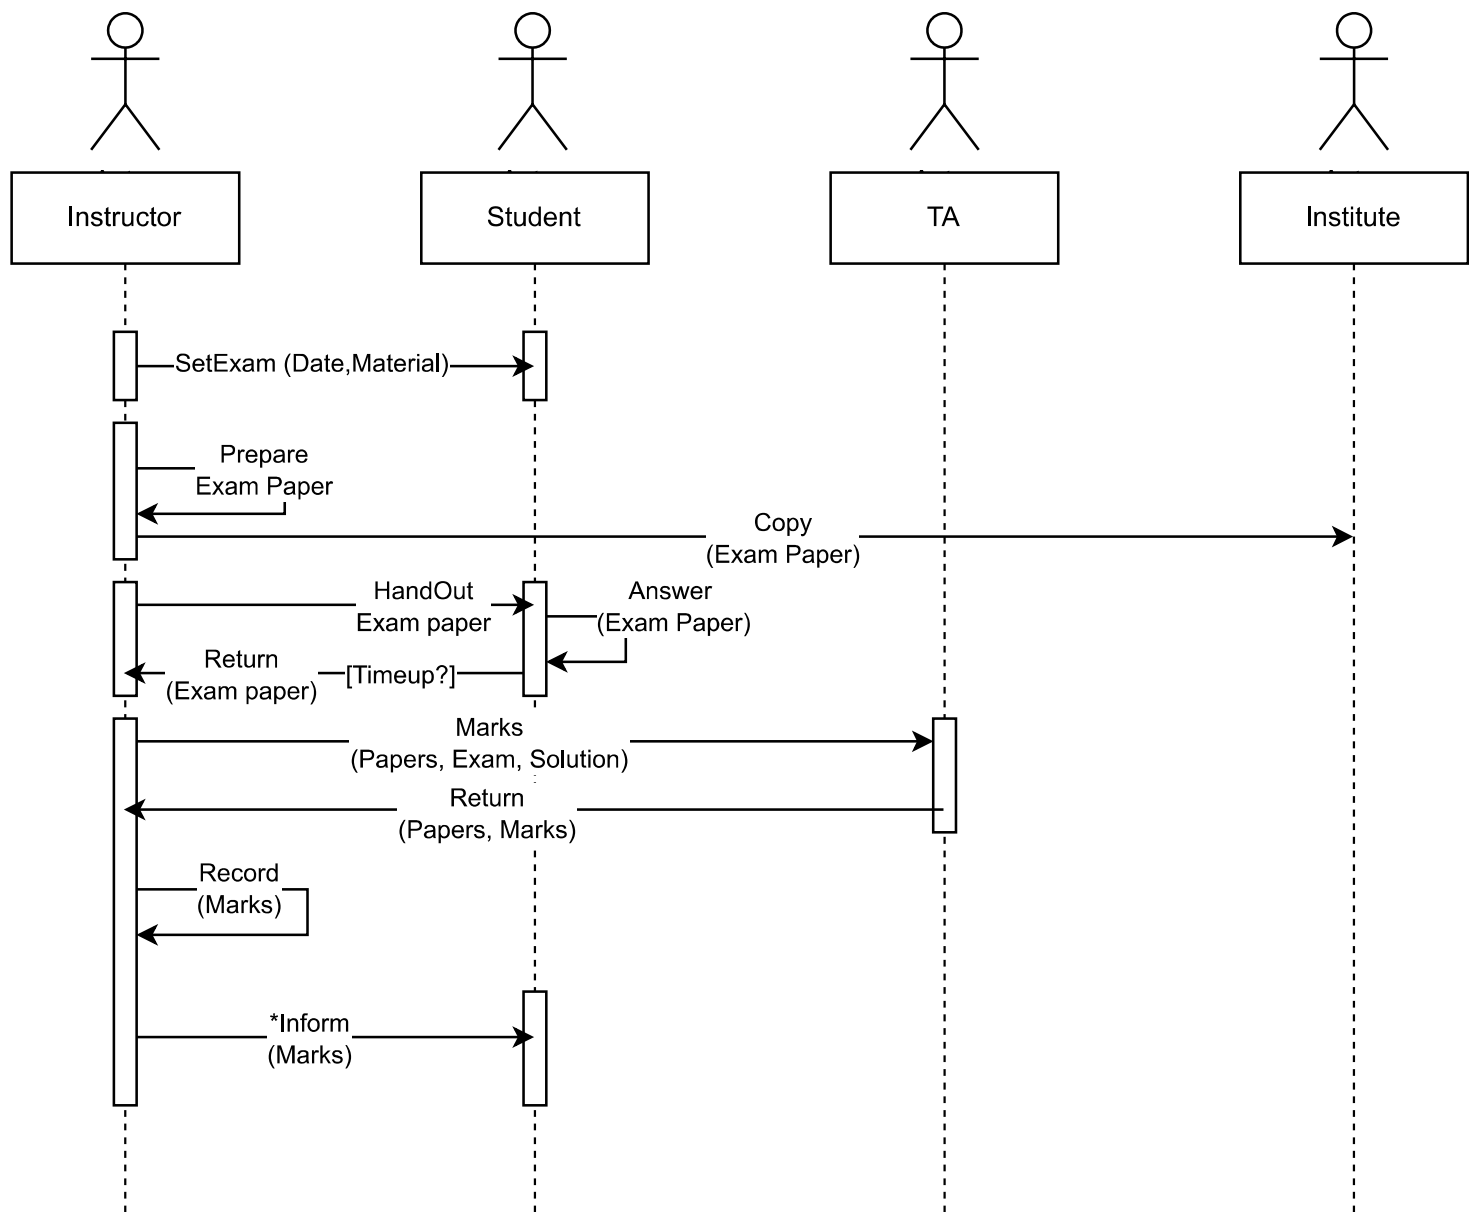 Instructor
Student
TA
Institute
SetExam (Date,Material)
Prepare
Exam Paper
Copy
(Exam Paper)
HandOut
Exam paper
Answer
(Exam Paper)
Return
(Exam paper)
[Timeup?]
Marks
(Papers, Exam, Solution)
Return
(Papers, Marks)
Record
(Marks)
*Inform
(Marks)